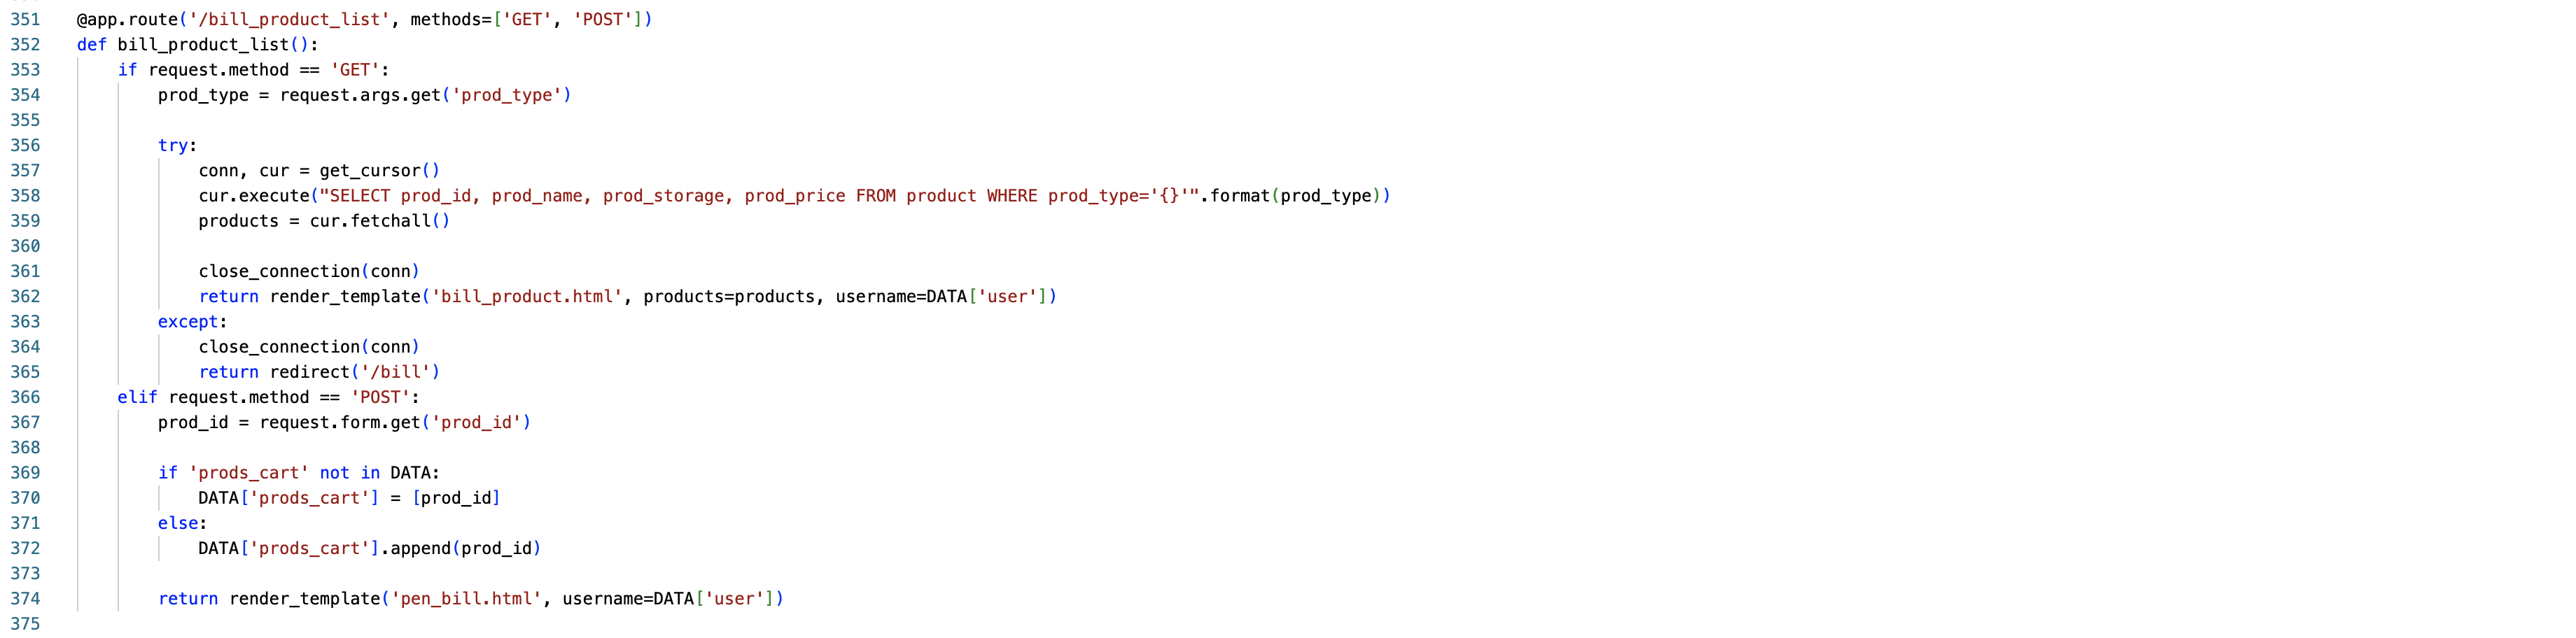 351 @app.route('/bill_product_list', methods=['GET', 'POST'])
352 def bill_product_list():
353     if request.method == 'GET':
354         prod_type = request.args.get('prod_type')
355
356         try:
357             conn, cur = get_cursor()
358             cur.execute("SELECT prod_id, prod_name, prod_storage, prod_price FROM product WHERE prod_type='{}'".format(prod_type))
359             products = cur.fetchall()
360
361             close_connection(conn)
362             return render_template('bill_product.html', products=products, username=DATA['user'])
363         except:
364             close_connection(conn)
365             return redirect('/bill')
366     elif request.method == 'POST':
367         prod_id = request.form.get('prod_id')
368
369         if 'prods_cart' not in DATA:
370             DATA['prods_cart'] = [prod_id]
371         else:
372             DATA['prods_cart'].append(prod_id)
373
374         return render_template('pen_bill.html', username=DATA['user'])
375